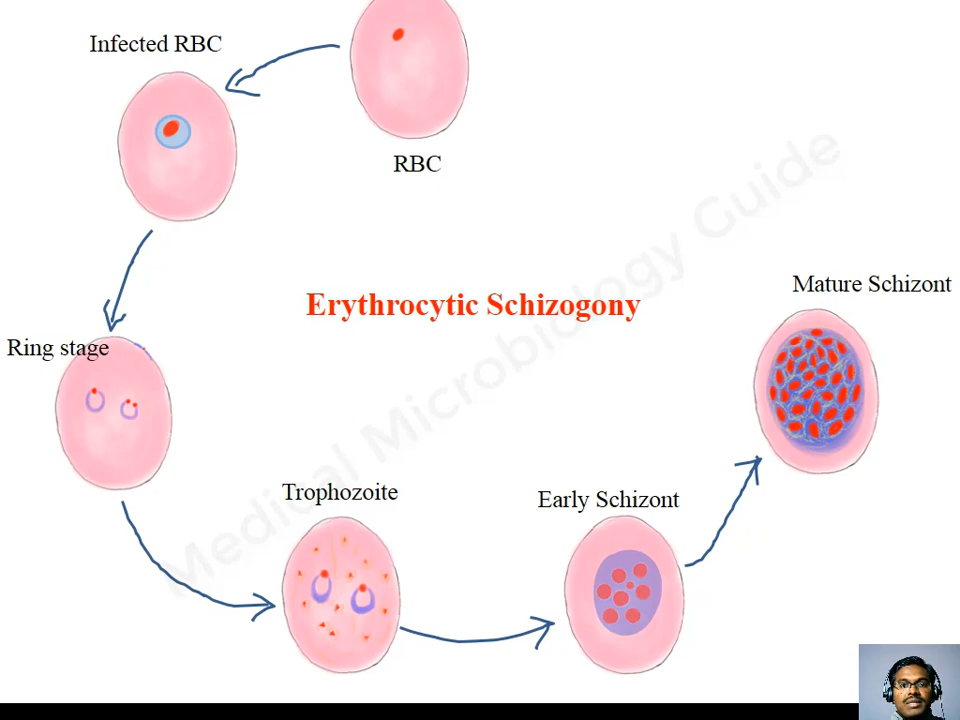 Infected RBC
RBC
Erythrocytic Schizogony
Mature Schizont
Ring stage
Trophozoite
Early Schizont
Medical Microbiology Guide